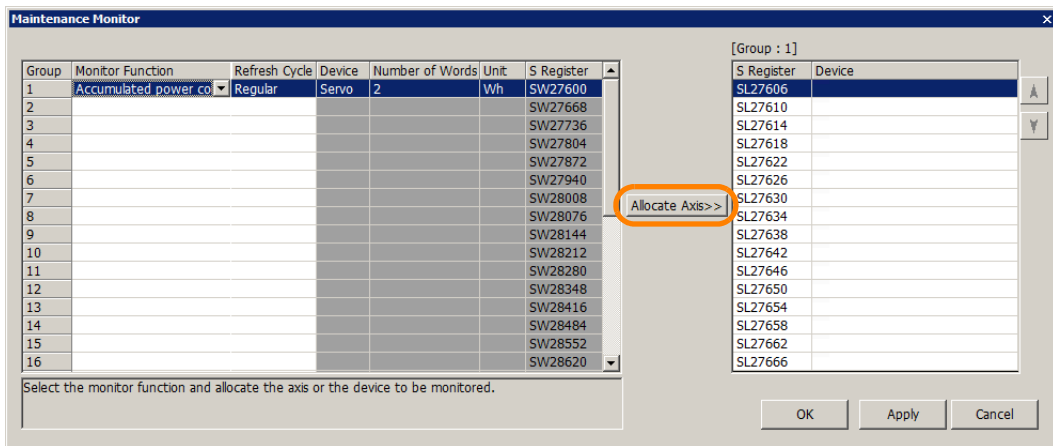 Maintenance Monitor
[Group : 1]
Group Monitor Function Refresh Cycle Device Number of Words Unit S Register
1 Accumulated power co Regular Servo 2 Wh SW27600
2 SW27668
3 SW27736
4 SW27804
5 SW27872
6 SW27940
7 SW28008
8 SW28076
9 SW28144
10 SW28212
11 SW28280
12 SW28348
13 SW28416
14 SW28484
15 SW28552
16 SW28620
Allocate Axis>>
S Register Device
SL27606
SL27610
SL27614
SL27618
SL27622
SL27626
SL27630
SL27634
SL27638
SL27642
SL27646
SL27650
SL27654
SL27658
SL27662
SL27666
Select the monitor function and allocate the axis or the device to be monitored.
OK Apply Cancel